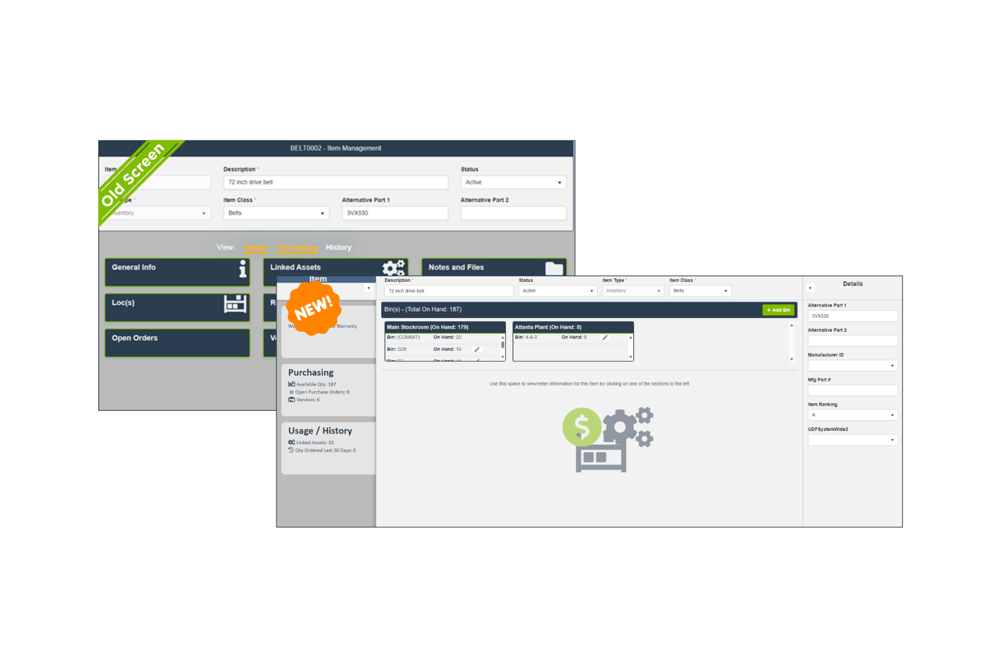 BELT0002 - Item Management
Old Screen
Item
Description *
Status
72 inch drive belt
Active
Item Class *
Alternative Part 1
Alternative Part 2
Belts
3VX530
View: Details Purchasing History
General Info
Linked Assets
Notes and Files
Loc(s)
Open Orders
Item
NEW!
Warranty
Purchasing
Available Qty: 187
Open Purchase Orders: 0
Vendors: 6
Usage / History
Linked Assets: 10
Qty Ordered Last 30 Days: 0
Description *
Status
Item Type *
Item Class *
72 inch drive belt
Active
Inventory
Belts
Bin(s) - (Total On Hand: 187)
+ Add Bin
Main Stockroom (On Hand: 179)
Bin: (COMMIT) On Hand: 20
Bin: G35 On Hand: 16
Atlanta Plant (On Hand: 8)
Bin: 4-A-3 On Hand: 8
Use this space to view/enter information for this Item by clicking on one of the sections to the left
$
Details
Alternative Part 1
3VX530
Alternative Part 2
Manufacturer ID
Mfg Part #
Item Ranking
A
UDFSystemWide2